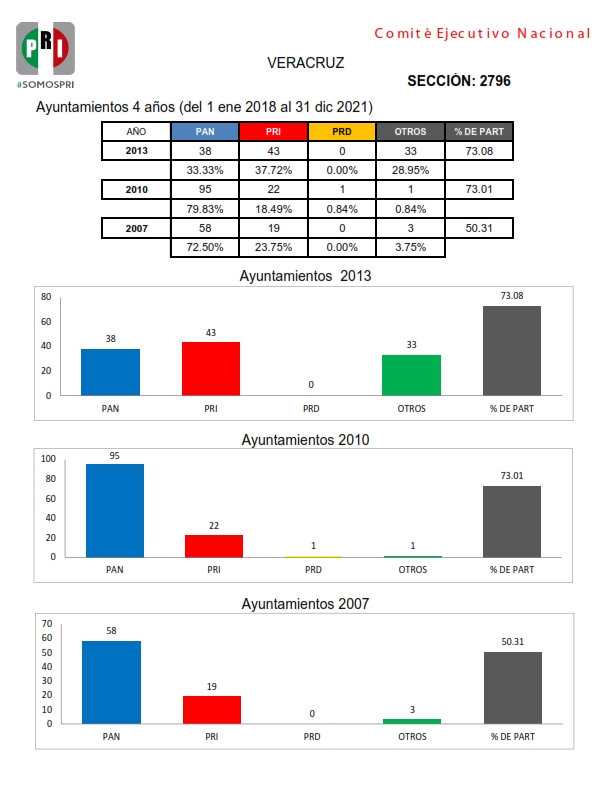 Comité Ejecutivo Nacional
PRI
#SOMOSPRI
VERACRUZ
SECCIÓN: 2796
Ayuntamientos 4 años (del 1 ene 2018 al 31 dic 2021)
AÑO PAN PRI PRD OTROS % DE PART
2013 38 43 0 33 73.08
33.33% 37.72% 0.00% 28.95%
2010 95 22 1 1 73.01
79.83% 18.49% 0.84% 0.84%
2007 58 19 0 3 50.31
72.50% 23.75% 0.00% 3.75%
Ayuntamientos 2013
80
60
40
20
0
38 43 0 33 73.08
PAN PRI PRD OTROS % DE PART
Ayuntamientos 2010
100
80
60
40
20
0
95 22 1 1 73.01
PAN PRI PRD OTROS % DE PART
Ayuntamientos 2007
70
60
50
40
30
20
10
0
58 19 0 3 50.31
PAN PRI PRD OTROS % DE PART